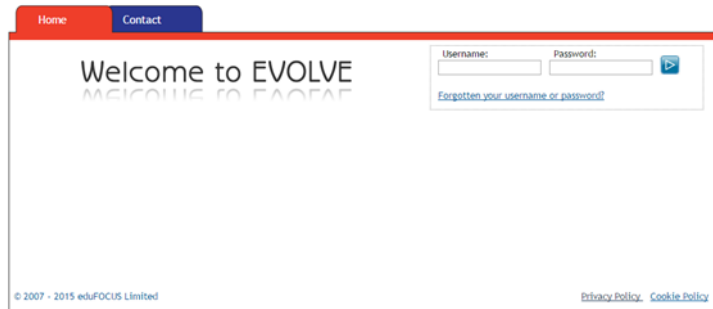 Home Contact
Welcome to EVOLVE
Username: Password:
Forgotten your username or password?
© 2007 - 2015 eduFOCUS Limited
Privacy Policy Cookie Policy